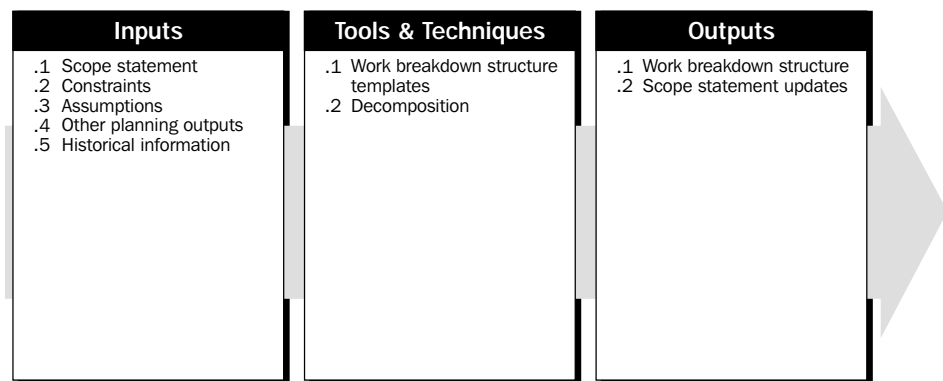 Inputs
.1 Scope statement
.2 Constraints
.3 Assumptions
.4 Other planning outputs
.5 Historical information
Tools & Techniques
.1 Work breakdown structure
templates
.2 Decomposition
Outputs
.1 Work breakdown structure
.2 Scope statement updates